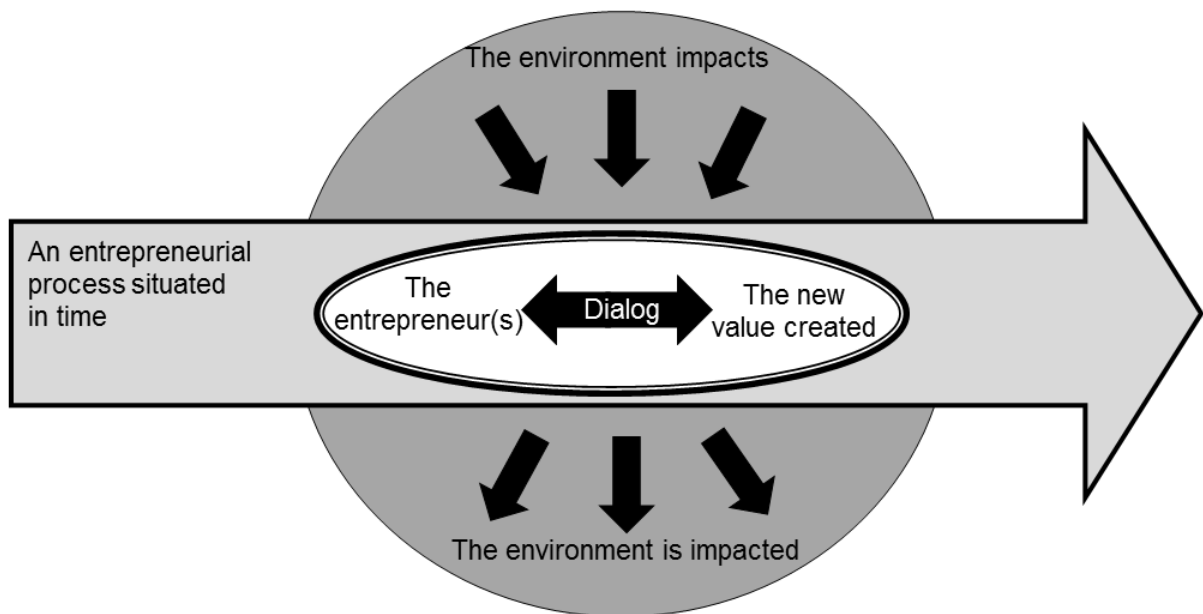 The environment impacts
An entrepreneurial
process situated
in time
The
entrepreneur(s)
Dialog
The new
value created
The environment is impacted